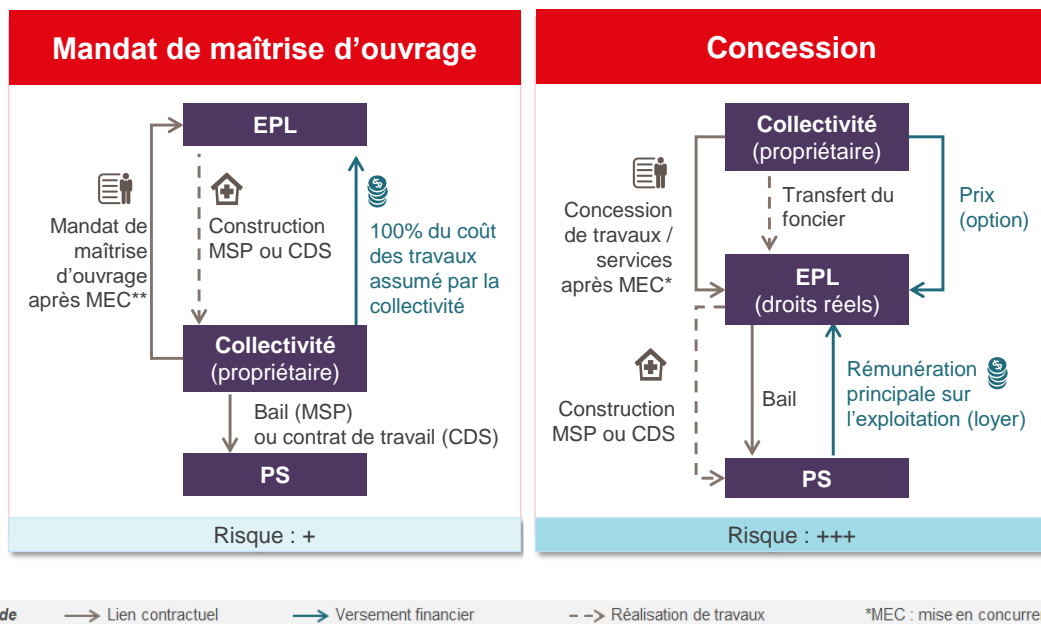 Mandat de maîtrise d'ouvrage
EPL
Mandat de
maîtrise
d'ouvrage
après MEC**
Construction
MSP ou CDS
100% du coût
des travaux
assumé par la
collectivité
Collectivité
(propriétaire)
Bail (MSP)
ou contrat de travail (CDS)
PS
Risque : +
Concession
Collectivité
(propriétaire)
Concession
de travaux /
services
après MEC*
Transfert du
foncier
Prix
(option)
EPL
(droits réels)
Construction
MSP ou CDS
Bail
Rémunération
principale sur
l'exploitation (loyer)
PS
Risque : +++
de Lien contractuel Versement financier Réalisation de travaux *MEC : mise en concurre